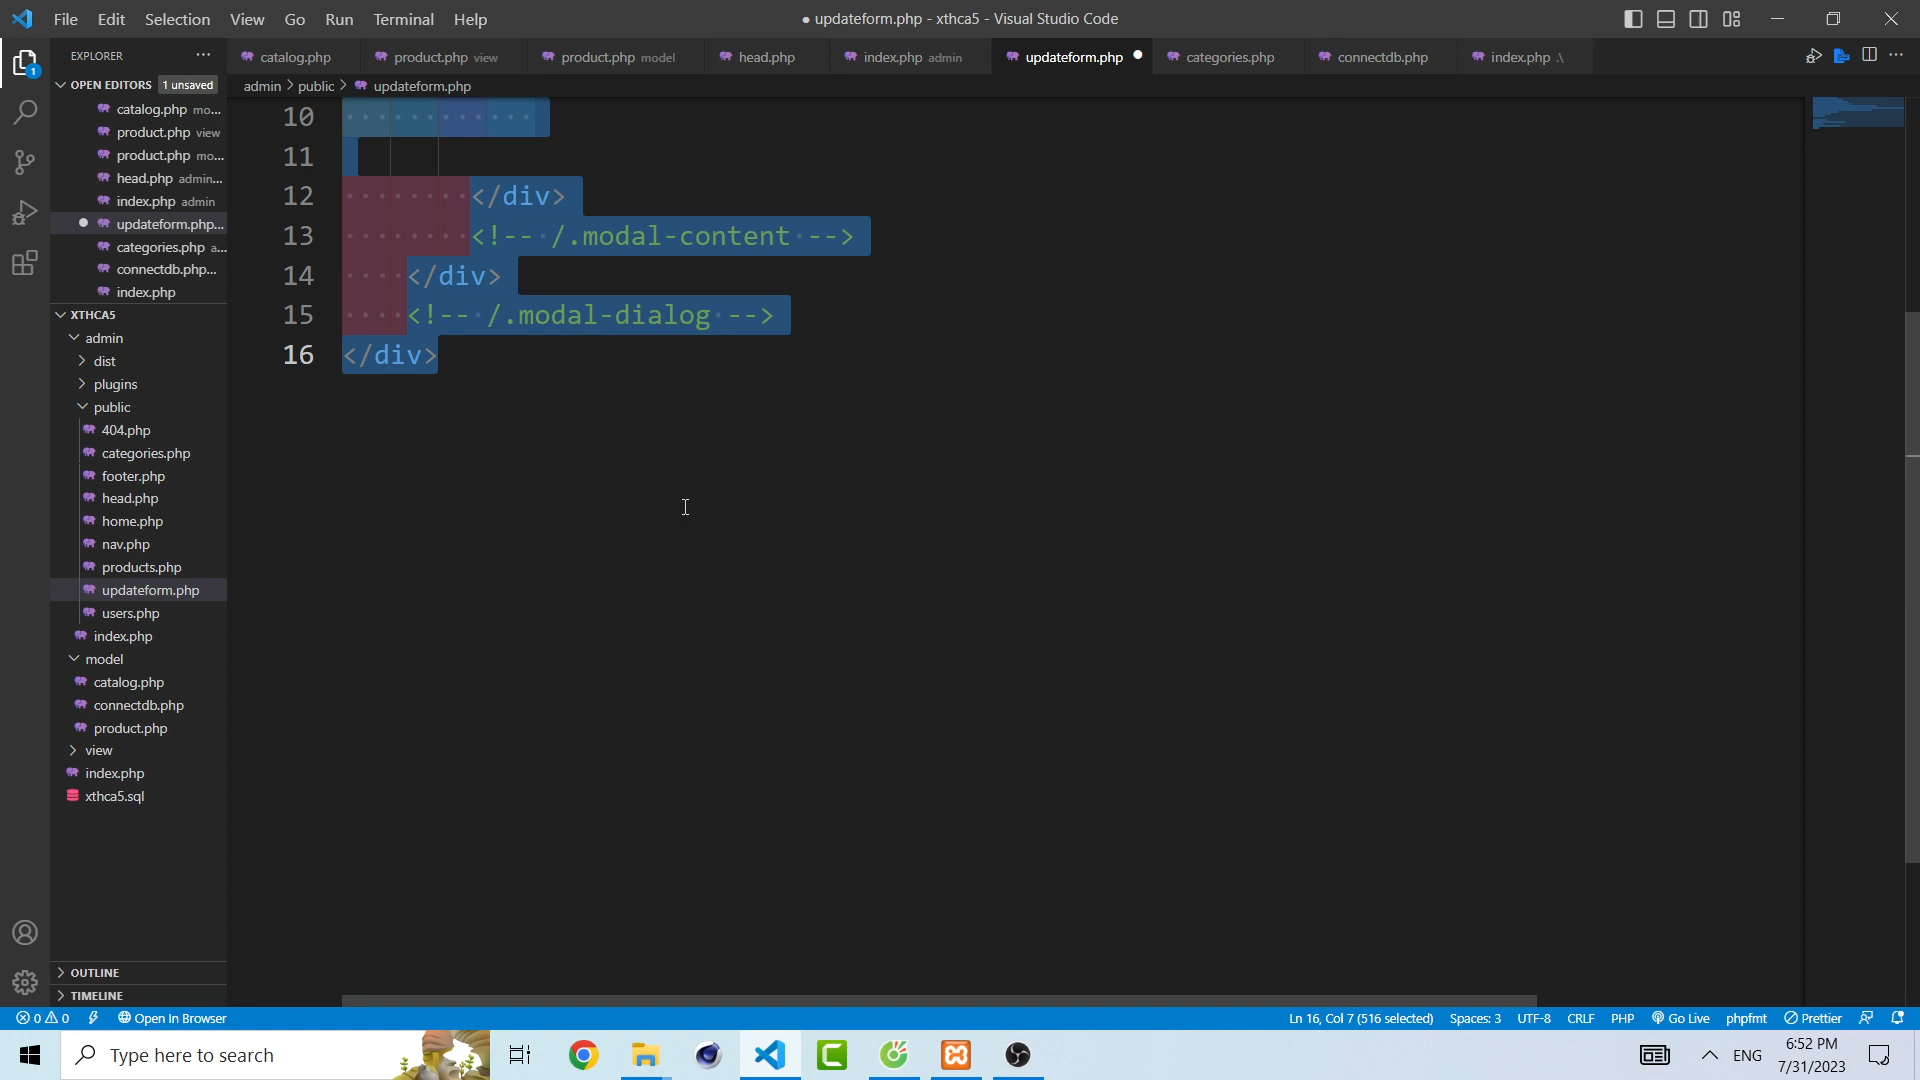 File Edit Selection View Go Run Terminal Help
● updateform.php - xthca5 - Visual Studio Code
EXPLORER
catalog.php
product.php view
product.php model
head.php
index.php admin
updateform.php
categories.php
connectdb.php
index.php .\
OPEN EDITORS 1 unsaved
admin > public > updateform.php
catalog.php mo...
product.php view
product.php mo...
head.php admin...
index.php admin
updateform.php...
categories.php a...
connectdb.php...
index.php
XTHCA5
admin
dist
plugins
public
404.php
categories.php
footer.php
head.php
home.php
nav.php
products.php
updateform.php
users.php
index.php
model
catalog.php
connectdb.php
product.php
view
index.php
xthca5.sql
OUTLINE
TIMELINE
10
11
12 </div>
13 <!-- /.modal-content -->
14 </div>
15 <!-- /.modal-dialog -->
16 </div>
1
0 0 Open In Browser
Ln 16, Col 7 (516 selected) Spaces: 3 UTF-8 CRLF PHP Go Live phpfmt Prettier
Type here to search
ENG
6:52 PM
7/31/2023